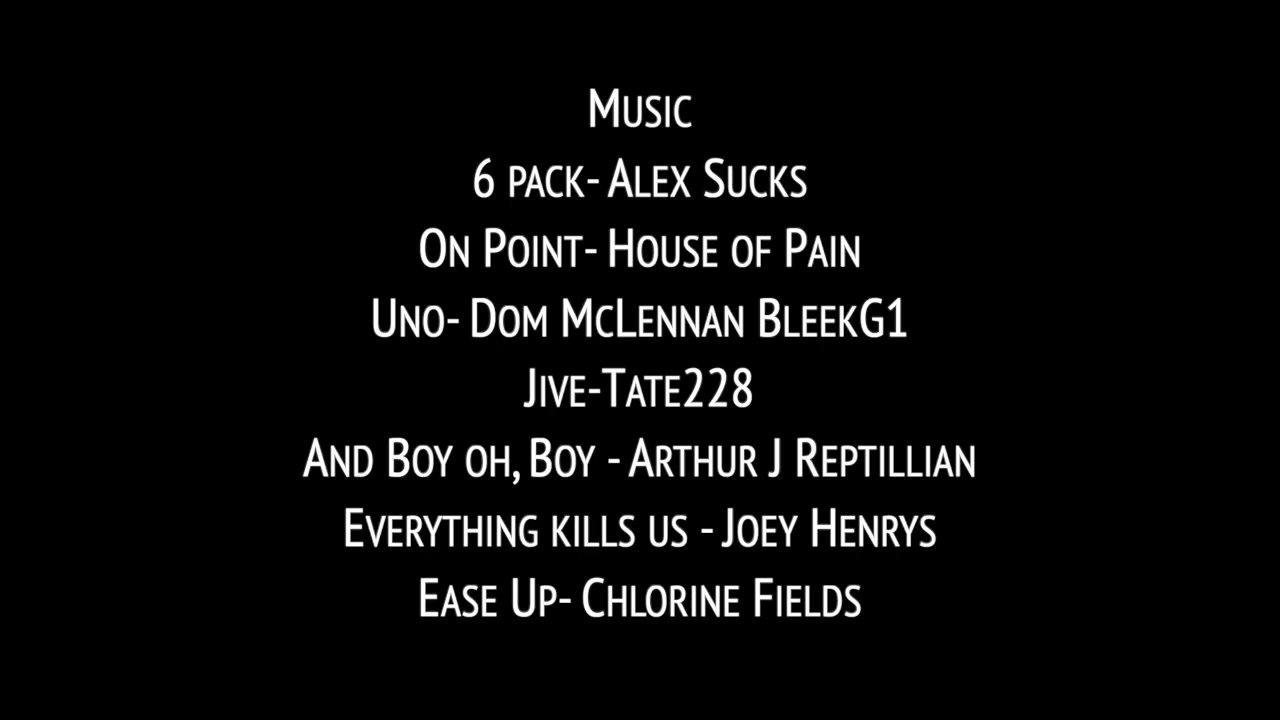 Music
6 pack- Alex Sucks
On Point- House of Pain
Uno- Dom McLennan BleekG1
Jive-Tate228
And Boy oh, Boy - Arthur J Reptillian
Everything kills us - Joey Henrys
Ease Up- Chlorine Fields